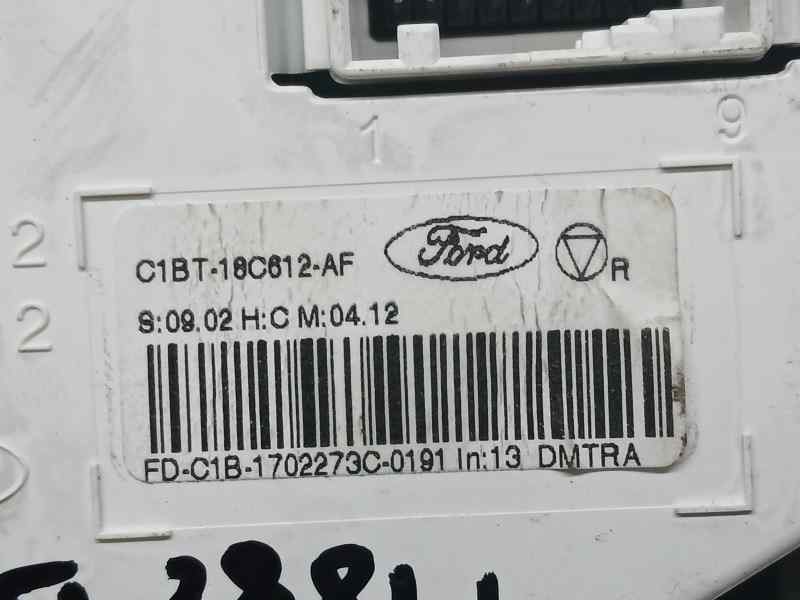 1 9
2
2
C1BT-18C612-AF Ford R
S:09.02 H:C M:04.12
FD-C1B-1702273C-0191 In:13 DMTRA